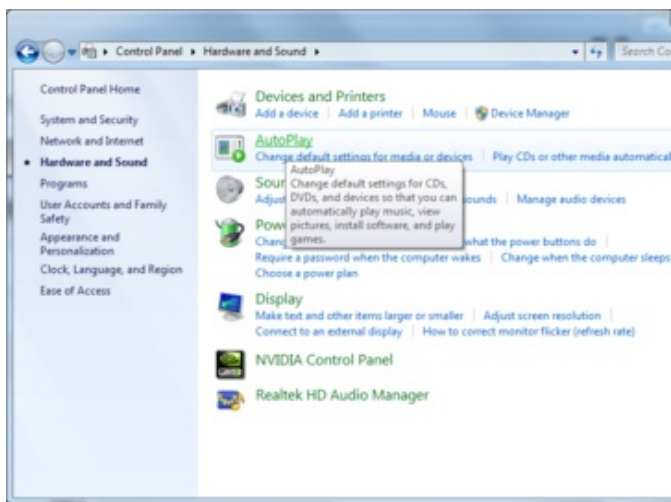 Control Panel ▸ Hardware and Sound ▸
Search Co
Control Panel Home
System and Security
Network and Internet
Hardware and Sound
Programs
User Accounts and Family
Safety
Appearance and
Personalization
Clock, Language, and Region
Ease of Access
Devices and Printers
Add a device | Add a printer | Mouse | Device Manager
AutoPlay
Change default settings for media or devices | Play CDs or other media automatical
AutoPlay
Change default settings for CDs,
DVDs, and devices so that you can
automatically play music, view
pictures, install software, and play
games.
Soun
Adjust
ounds | Manage audio devices
Pow
Chang
what the power buttons do |
Require a password when the computer wakes | Change when the computer sleeps
Choose a power plan
Display
Make text and other items larger or smaller | Adjust screen resolution |
Connect to an external display | How to correct monitor flicker (refresh rate)
NVIDIA Control Panel
Realtek HD Audio Manager